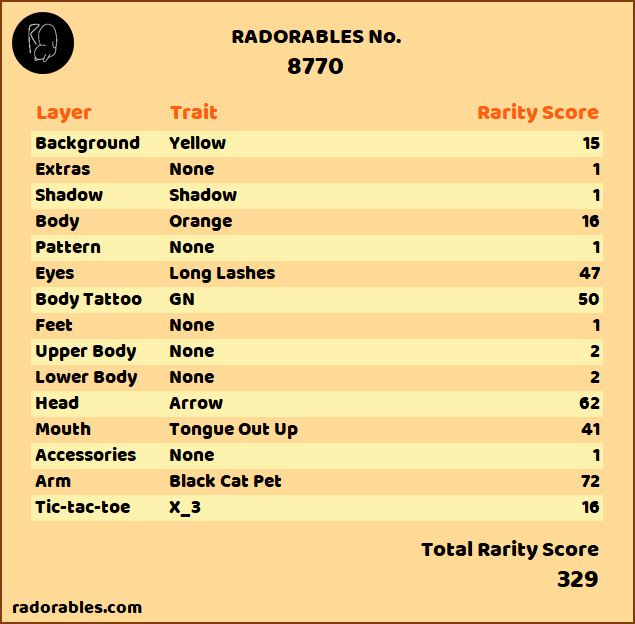 RADORABLES No.
8770
Layer Trait Rarity Score
Background Yellow 15
Extras None 1
Shadow Shadow 1
Body Orange 16
Pattern None 1
Eyes Long Lashes 47
Body Tattoo GN 50
Feet None 1
Upper Body None 2
Lower Body None 2
Head Arrow 62
Mouth Tongue Out Up 41
Accessories None 1
Arm Black Cat Pet 72
Tic-tac-toe X_3 16
Total Rarity Score
329
radorables.com